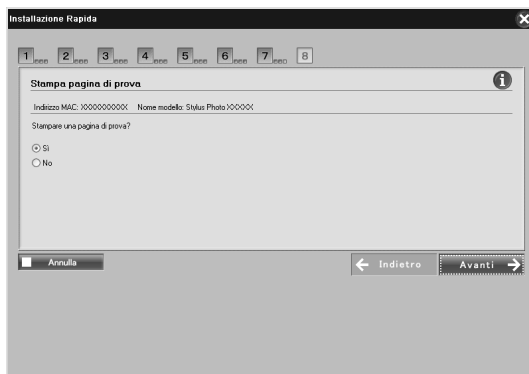 Installazione Rapida
1 2 3 4 5 6 7 8
Stampa pagina di prova
Indirizzo MAC: XXXXXXXXXX Nome modello: Stylus Photo XXXXX
Stampare una pagina di prova?
Sì
No
Annulla
Indietro
Avanti